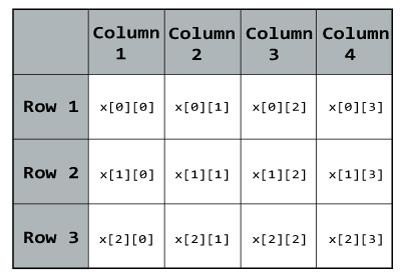 Column Column Column Column
1 2 3 4
Row 1 x[0][0] x[0][1] x[0][2] x[0][3]
Row 2 x[1][0] x[1][1] x[1][2] x[1][3]
Row 3 x[2][0] x[2][1] x[2][2] x[2][3]